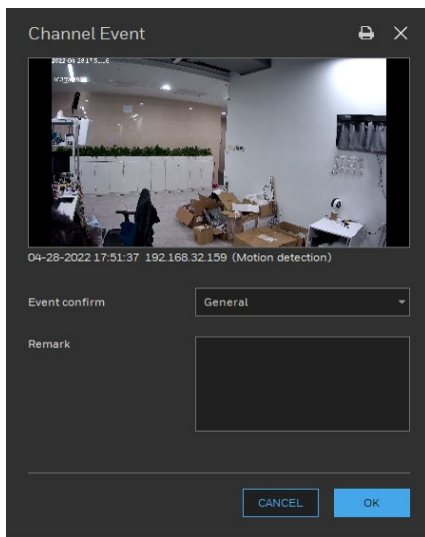 Channel Event
04-28-2022 17:51:37 192.168.32.159 (Motion detection)
Event confirm
General
Remark
CANCEL
OK